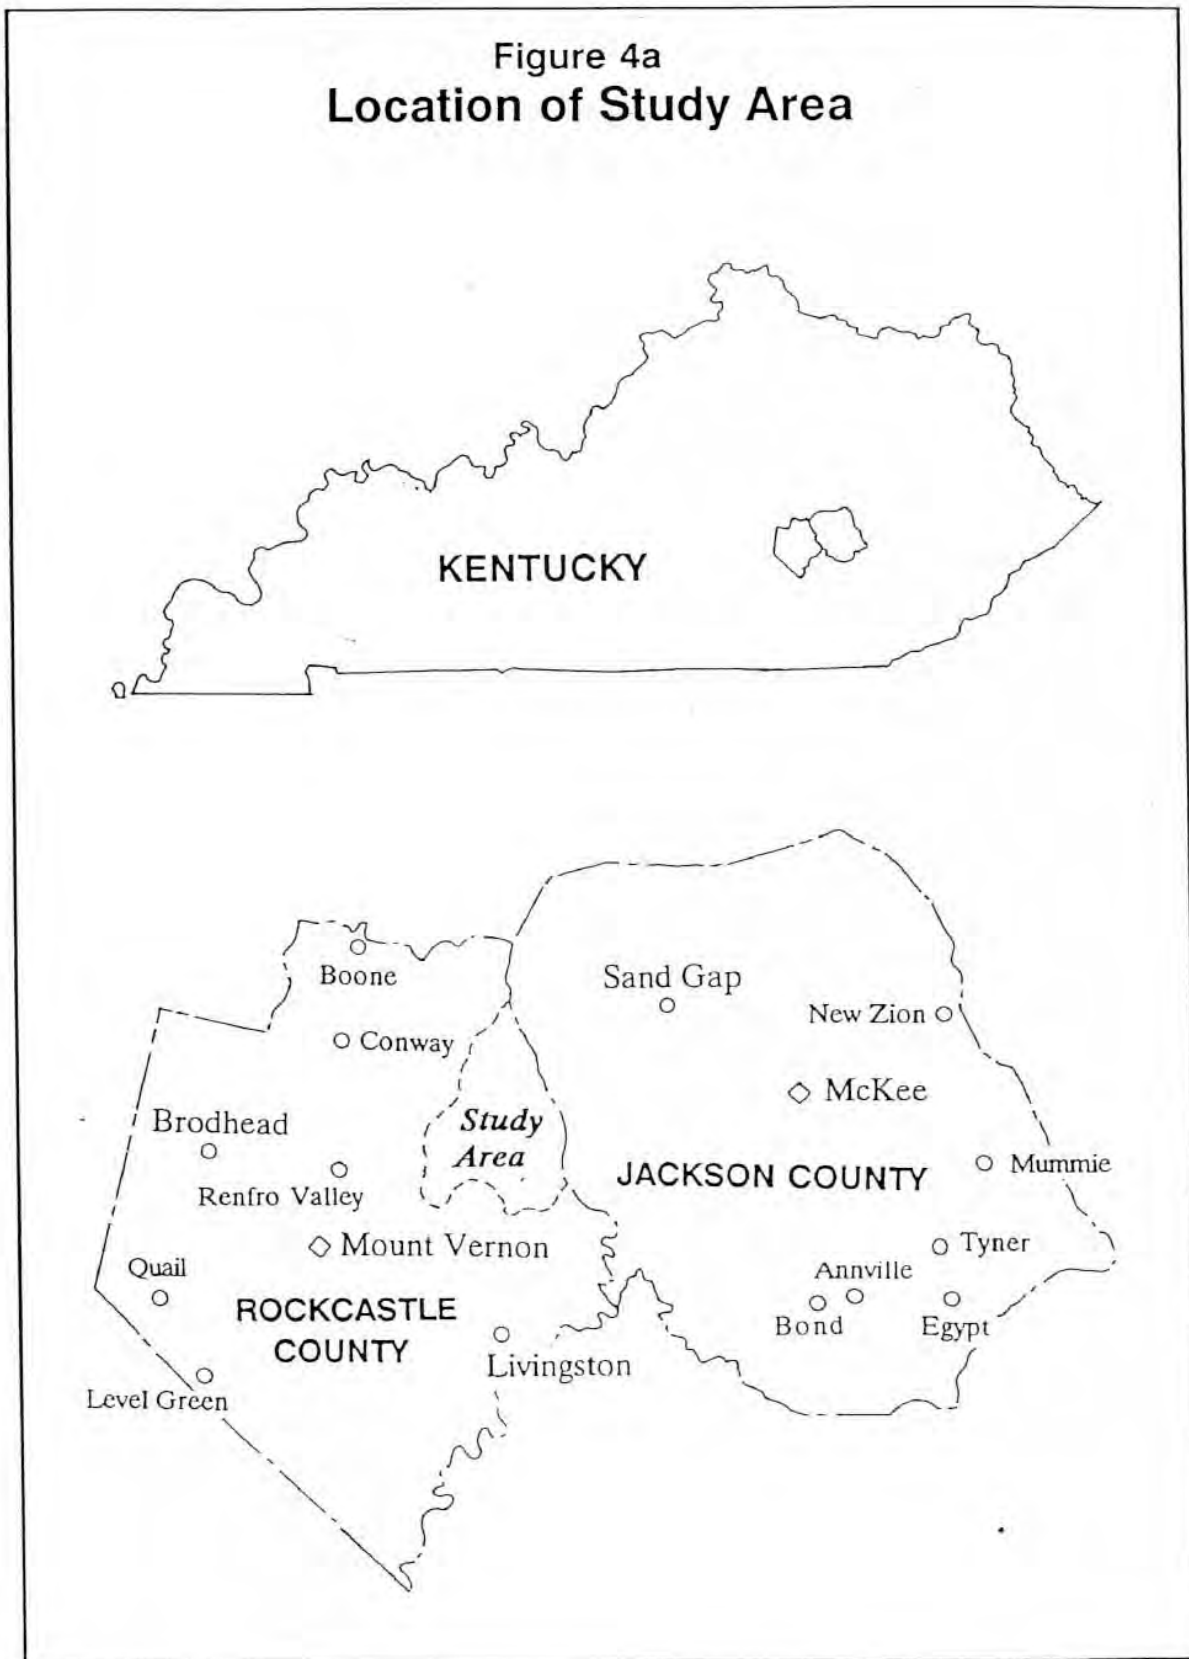 Figure 4a
Location of Study Area
KENTUCKY
Boone
Sand Gap
New Zion
Conway
McKee
Brodhead
Study
Area
Mummie
JACKSON COUNTY
Renfro Valley
Mount Vernon
Tyner
Quail
Annville
ROCKCASTLE
COUNTY
Bond
Egypt
Livingston
Level Green